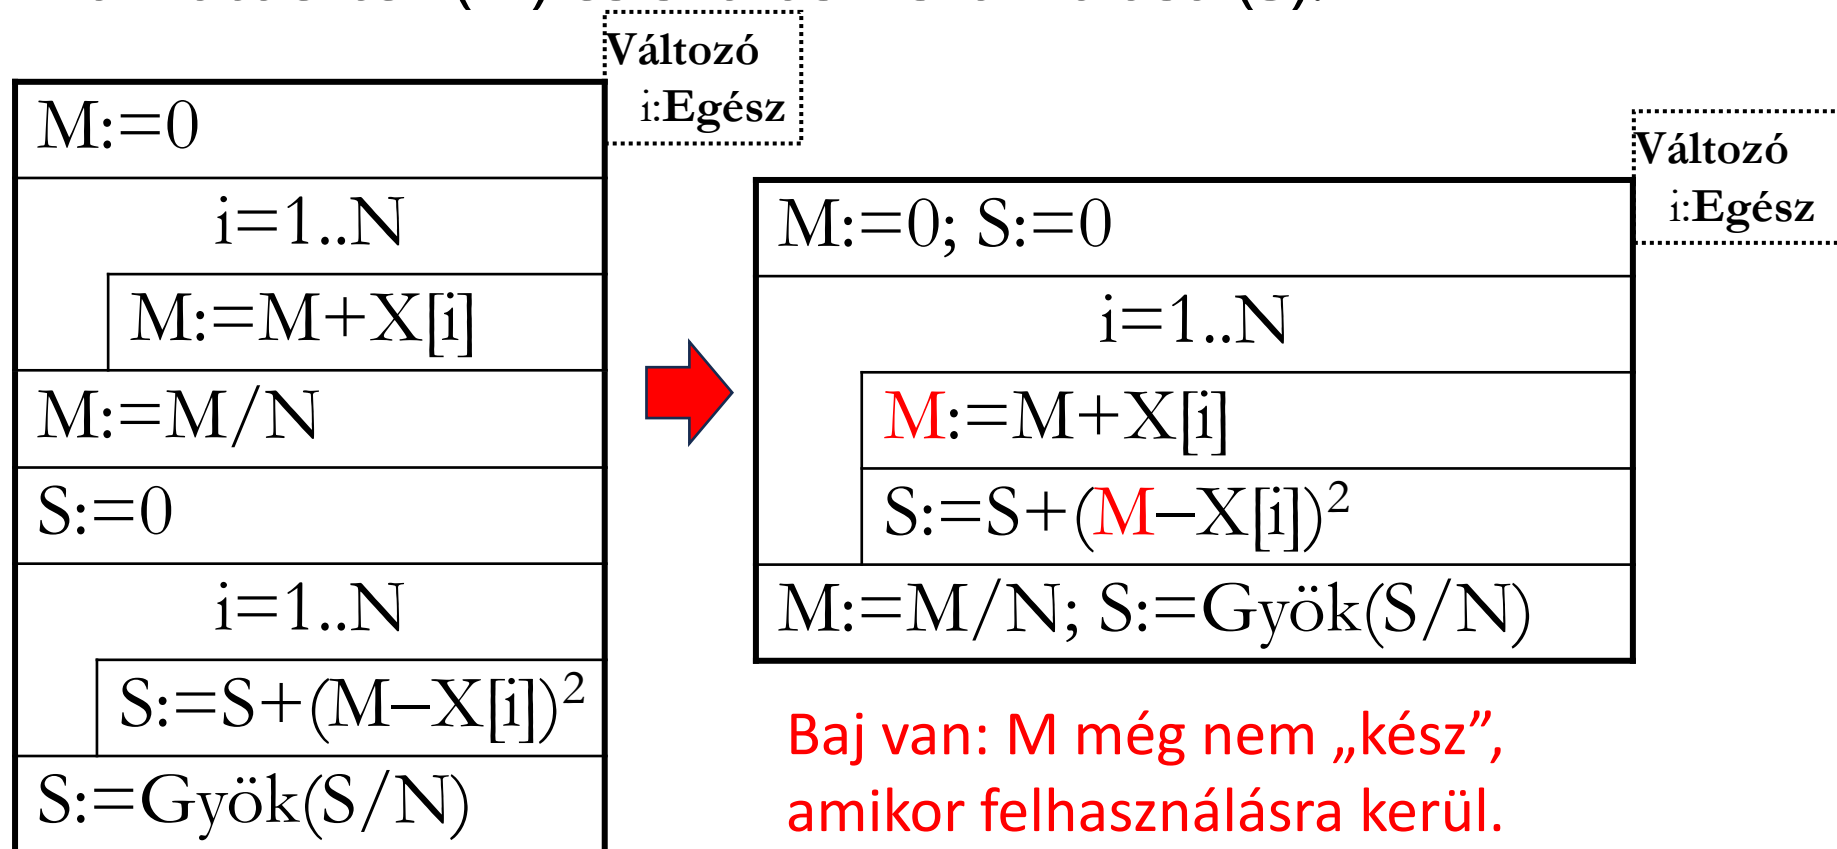 Változó
i:Egész
M:=0
i=1..N
M:=M+X[i]
M:=M/N
S:=0
i=1..N
S:=S+(M–X[i])²
S:=Gyök(S/N)
Változó
i:Egész
M:=0; S:=0
i=1..N
M:=M+X[i]
S:=S+(M–X[i])²
M:=M/N; S:=Gyök(S/N)
Baj van: M még nem „kész”,
amikor felhasználásra kerül.